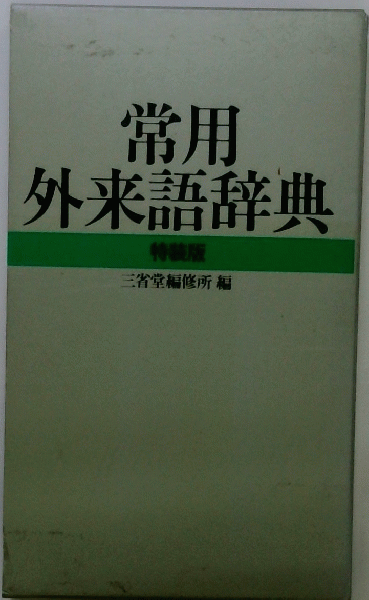 常用
外来語辞典
特装版
三省堂編修所 編